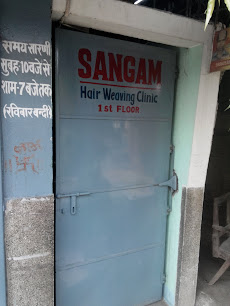 समय सारणी
सुबह-10 बजे से
शाम-7 बजे तक
(रविबार बन्दी)
SANGAM
Hair Weaving Clinic
1st FLOOR